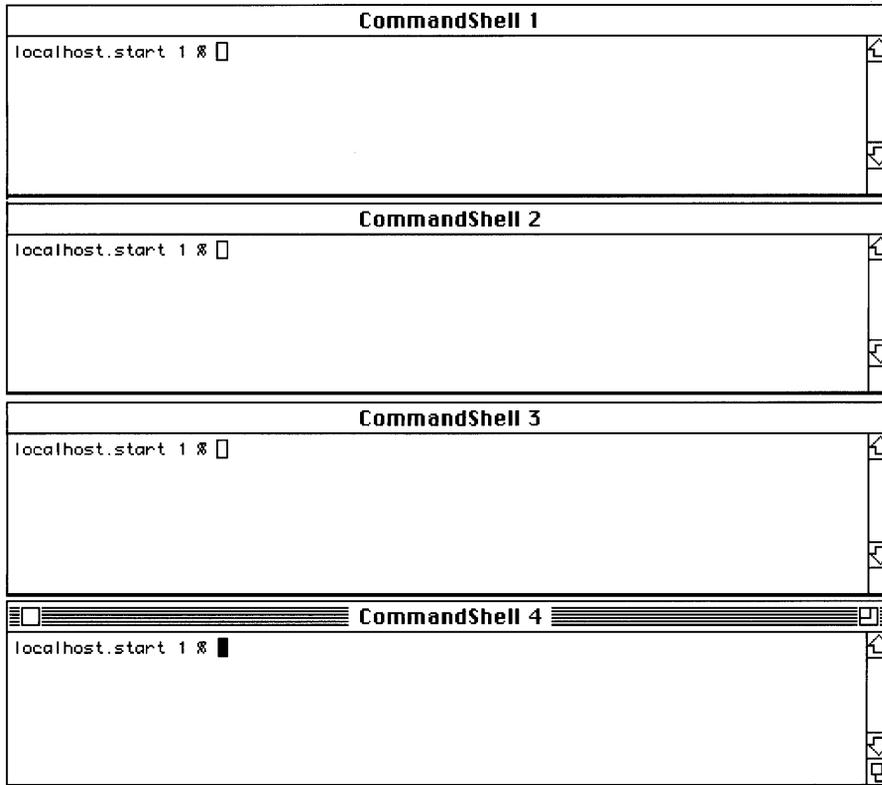 CommandShell 1
localhost.start 1 %
CommandShell 2
localhost.start 1 %
CommandShell 3
localhost.start 1 %
CommandShell 4
localhost.start 1 %